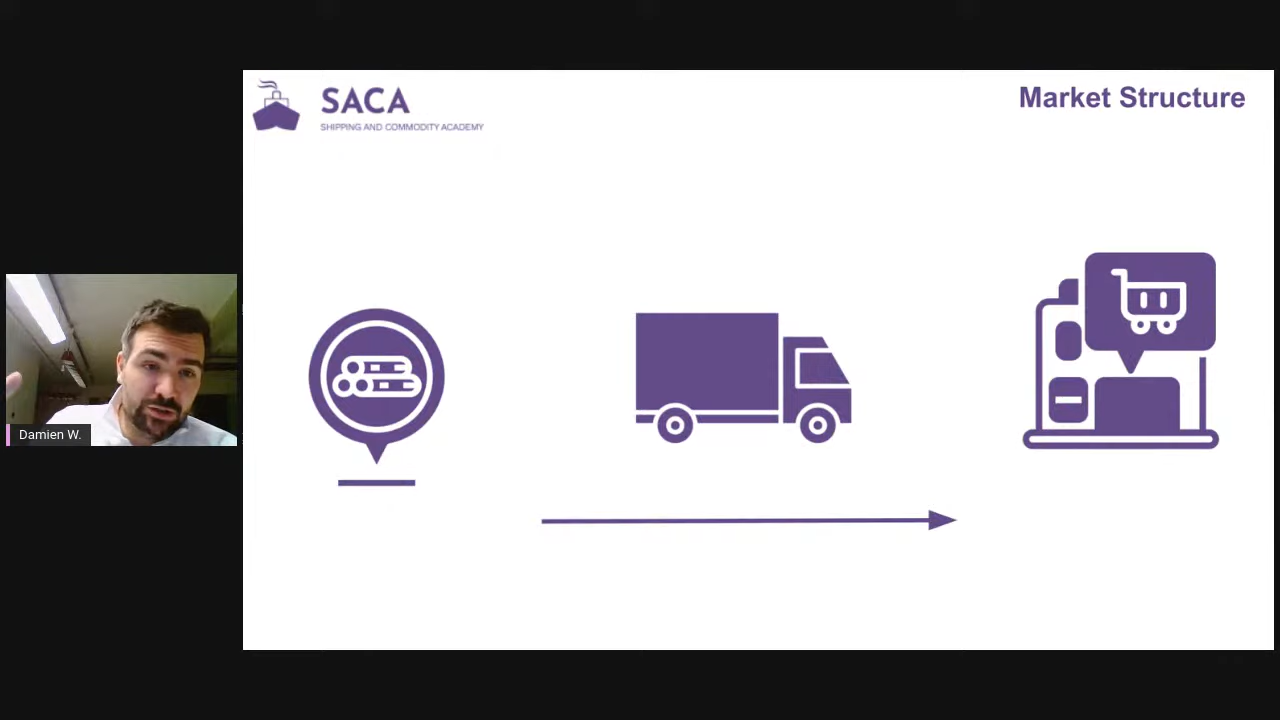 SACA
SHIPPING AND COMMODITY ACADEMY
Market Structure
Damien W.